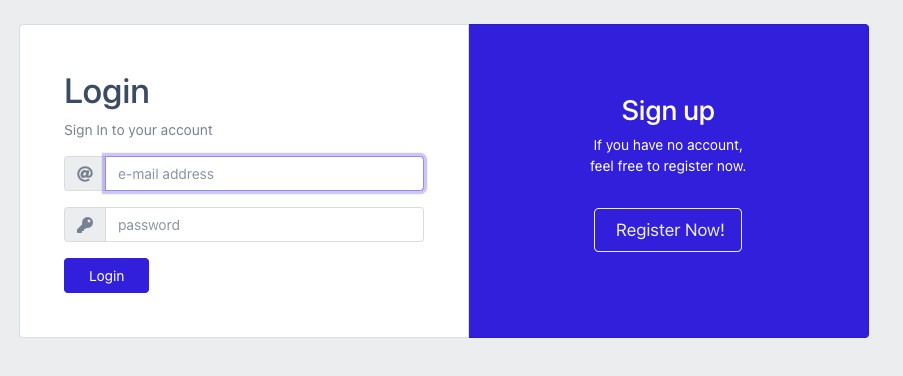 Login
Sign In to your account
@
e-mail address
password
Login
Sign up
If you have no account,
feel free to register now.
Register Now!